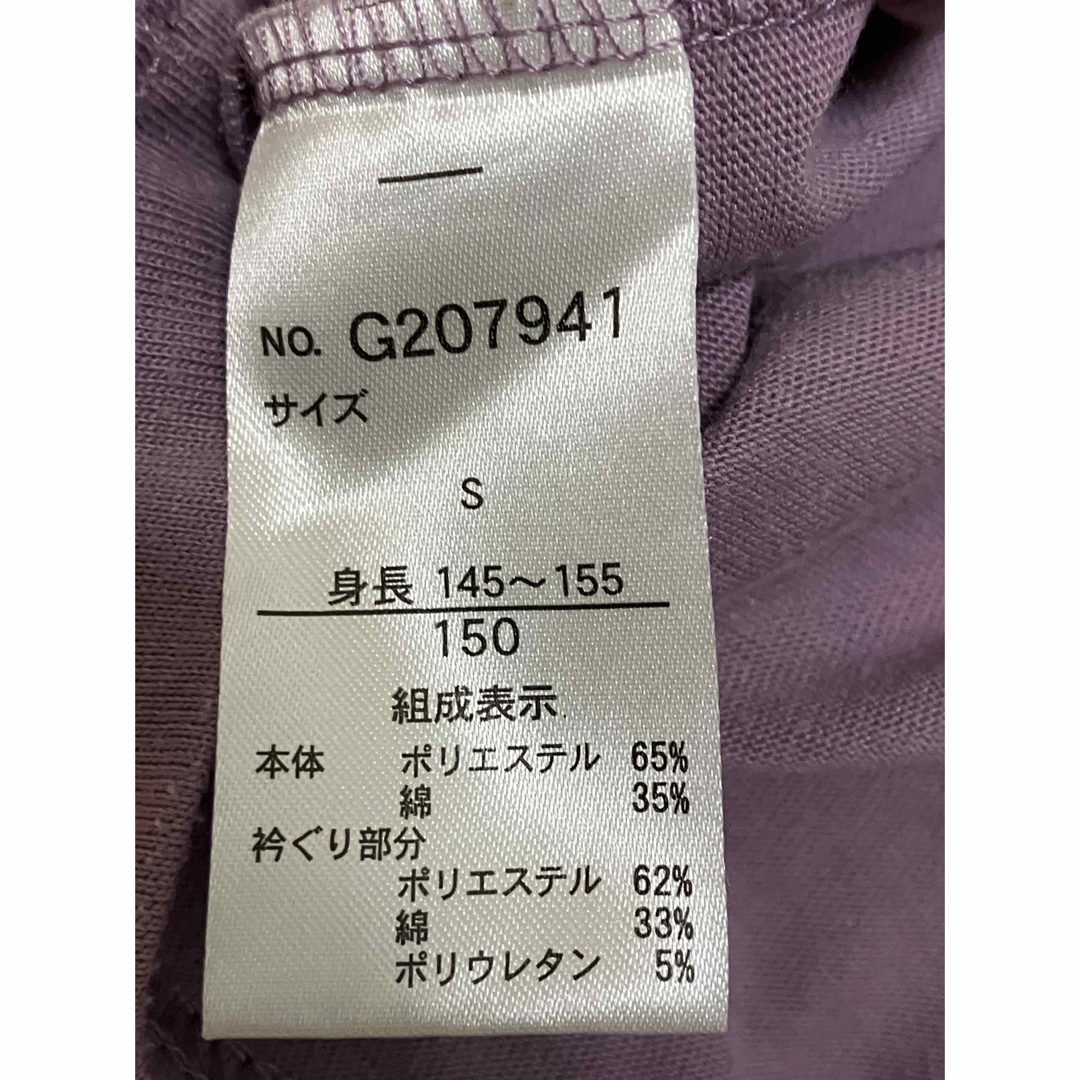 NO. G207941
サイズ
S
身長 145～155
150
組成表示
本体 ポリエステル 65%
綿 35%
衿ぐり部分
ポリエステル 62%
綿 33%
ポリウレタン 5%